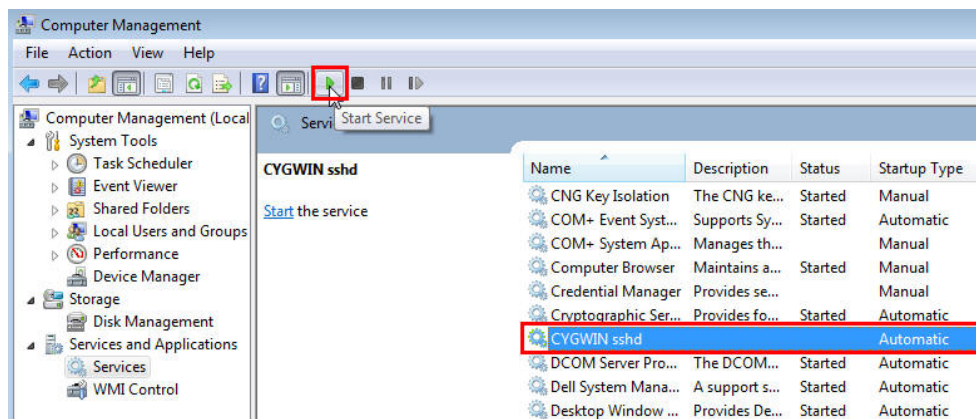 Computer Management
File Action View Help
Start Service
Computer Management (Local
System Tools
Task Scheduler
Event Viewer
Shared Folders
Local Users and Groups
Performance
Device Manager
Storage
Disk Management
Services and Applications
Services
WMI Control
Servi
CYGWIN sshd
Start the service
Name Description Status Startup Type
CNG Key Isolation The CNG ke... Started Manual
COM+ Event Syst... Supports Sy... Started Automatic
COM+ System Ap... Manages th... Manual
Computer Browser Maintains a... Started Manual
Credential Manager Provides se... Manual
Cryptographic Ser... Provides fo... Started Automatic
CYGWIN sshd Automatic
DCOM Server Pro... The DCOM... Started Automatic
Dell System Mana... A support s... Started Automatic
Desktop Window ... Provides De... Started Automatic